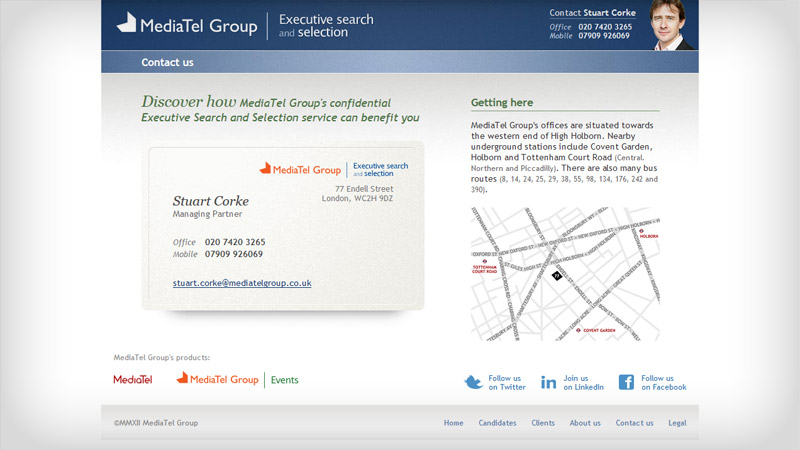 MediaTel Group
Executive search
and selection
Contact Stuart Corke
Office 020 7420 3265
Mobile 07909 926069
Contact us
Discover how MediaTel Group's confidential
Executive Search and Selection service can benefit you
MediaTel Group
Executive search
and selection
77 Endell Street
London, WC2H 9DZ
Stuart Corke
Managing Partner
Office 020 7420 3265
Mobile 07909 926069
stuart.corke@mediatelgroup.co.uk
Getting here
MediaTel Group's offices are situated towards
the western end of High Holborn. Nearby
underground stations include Covent Garden,
Holborn and Tottenham Court Road (Central,
Northern and Piccadilly). There are also many bus
routes (8, 14, 24, 25, 29, 38, 55, 98, 134, 176, 242 and
390).
HOLBORN
TOTTENHAM
COURT ROAD
COVENT GARDEN
MediaTel Group's products:
MEDIATEL
MediaTel Group
Events
Follow us
on Twitter
Join us
on LinkedIn
Follow us
on Facebook
©MMXII MediaTel Group
Home Candidates Clients About us Contact us Legal